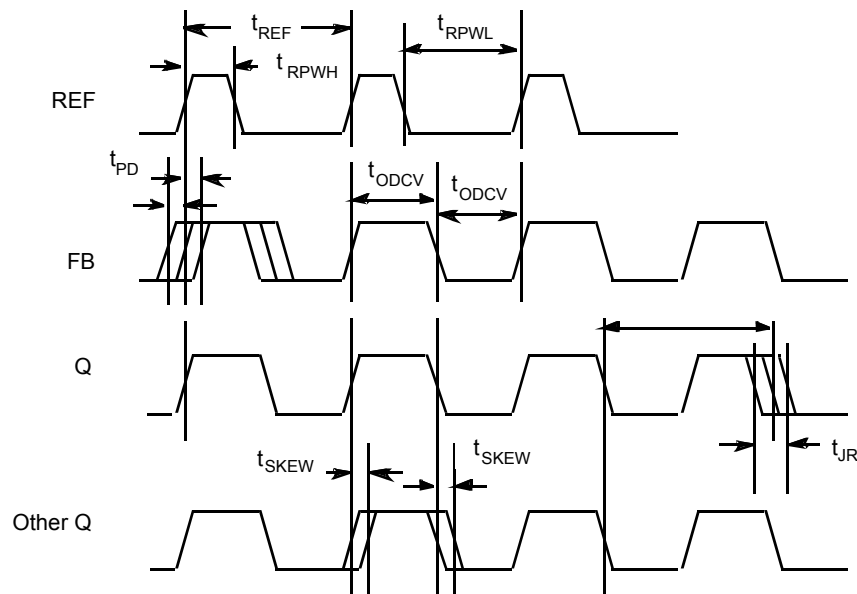 tREF
tRPWL
tRPWH
REF
tPD
tODCV
tODCV
FB
Q
tJR
tSKEW
tSKEW
Other Q